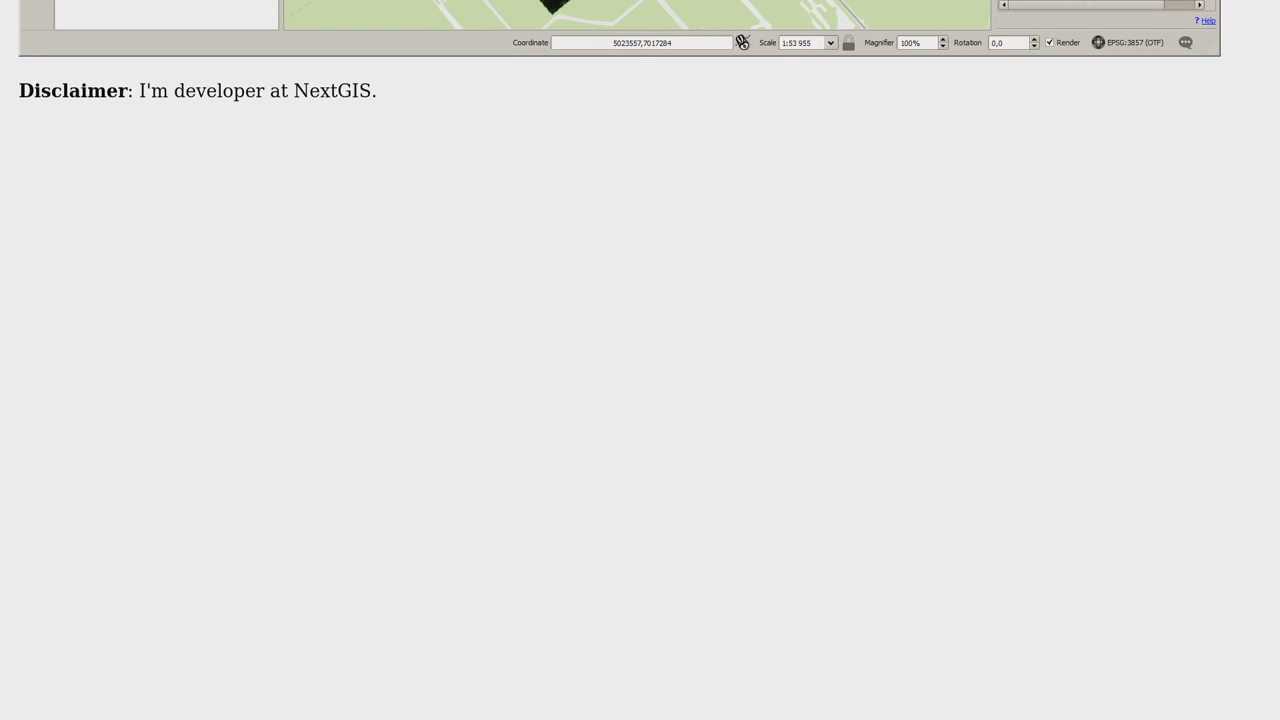 ? Help
Coordinate 5023557,7017284 Scale 1:53 955 Magnifier 100% Rotation 0,0 Render EPSG:3857 (OTF)
Disclaimer: I'm developer at NextGIS.